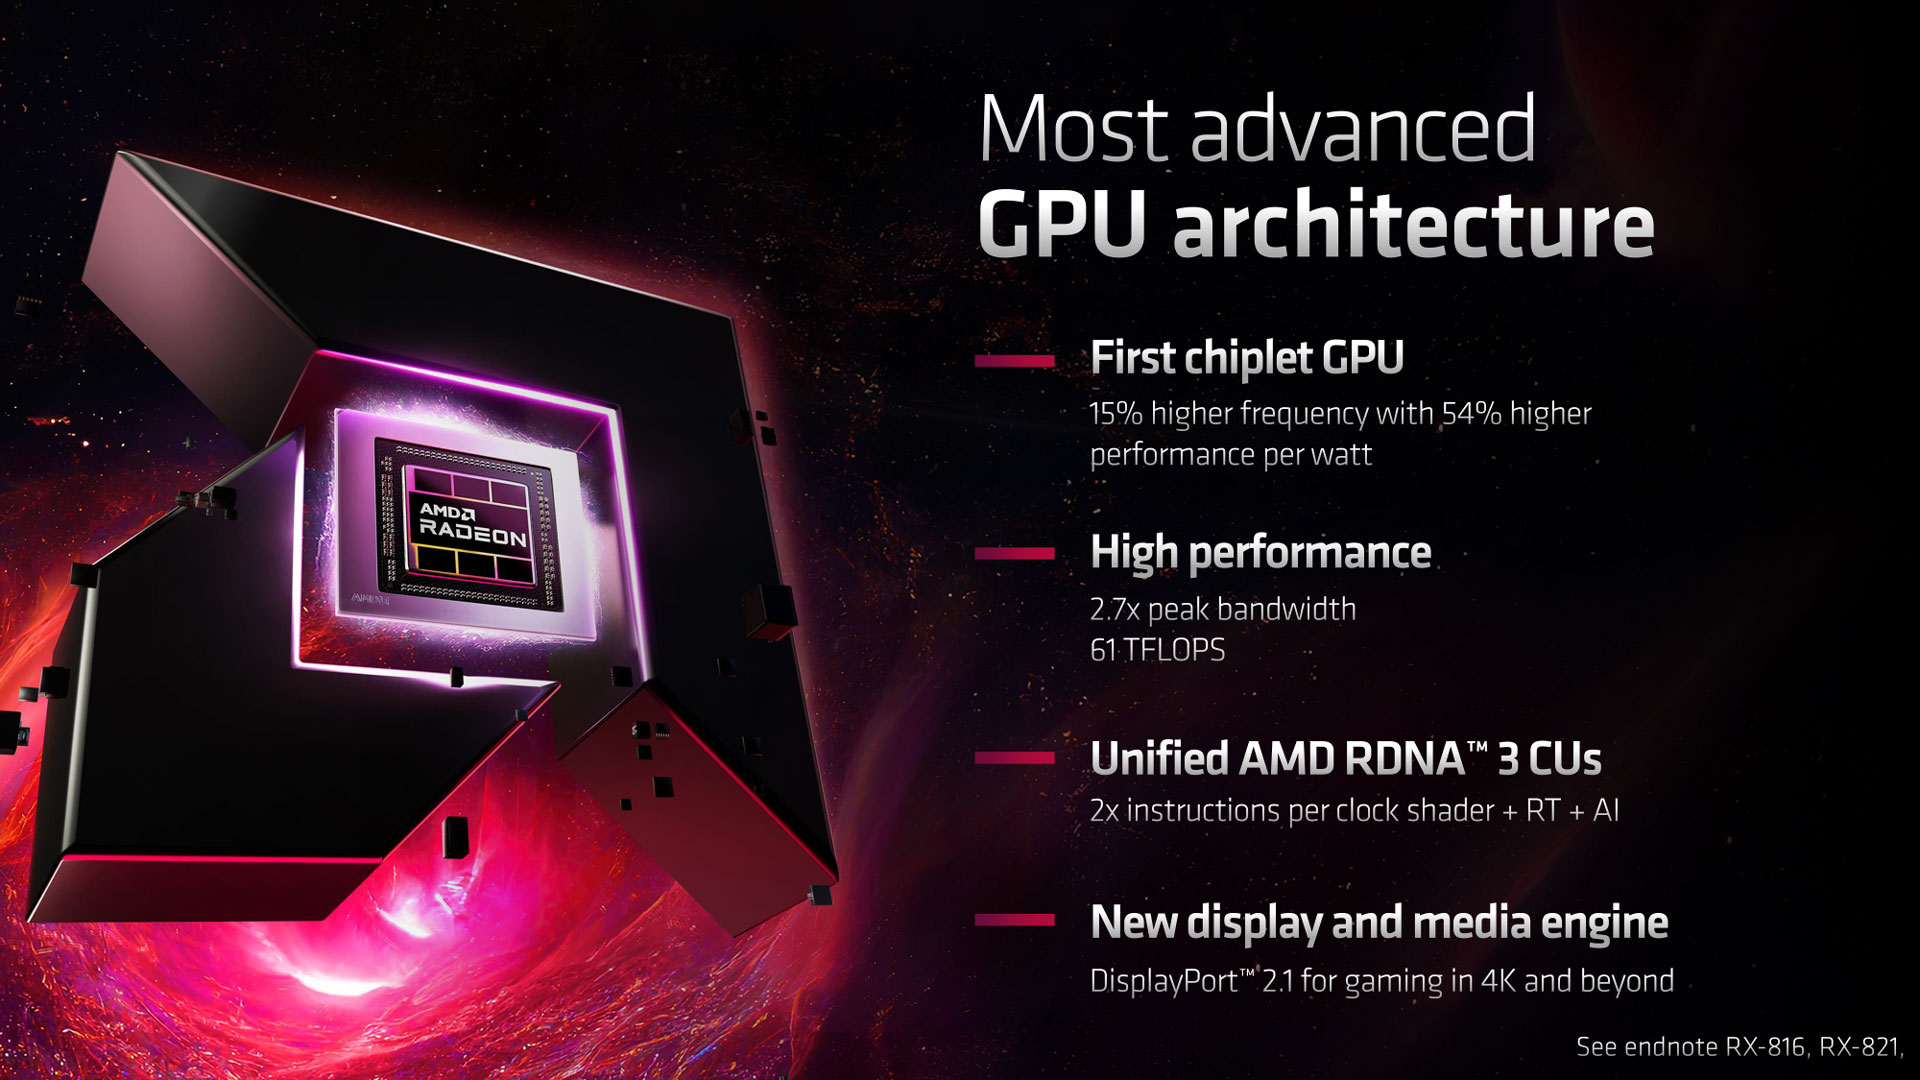 Most advanced
GPU architecture
First chiplet GPU
15% higher frequency with 54% higher
performance per watt
High performance
2.7x peak bandwidth
61 TFLOPS
Unified AMD RDNA™ 3 CUs
2x instructions per clock shader + RT + AI
New display and media engine
DisplayPort™ 2.1 for gaming in 4K and beyond
See endnote RX-816, RX-821,
AMD
RADEON
AMD